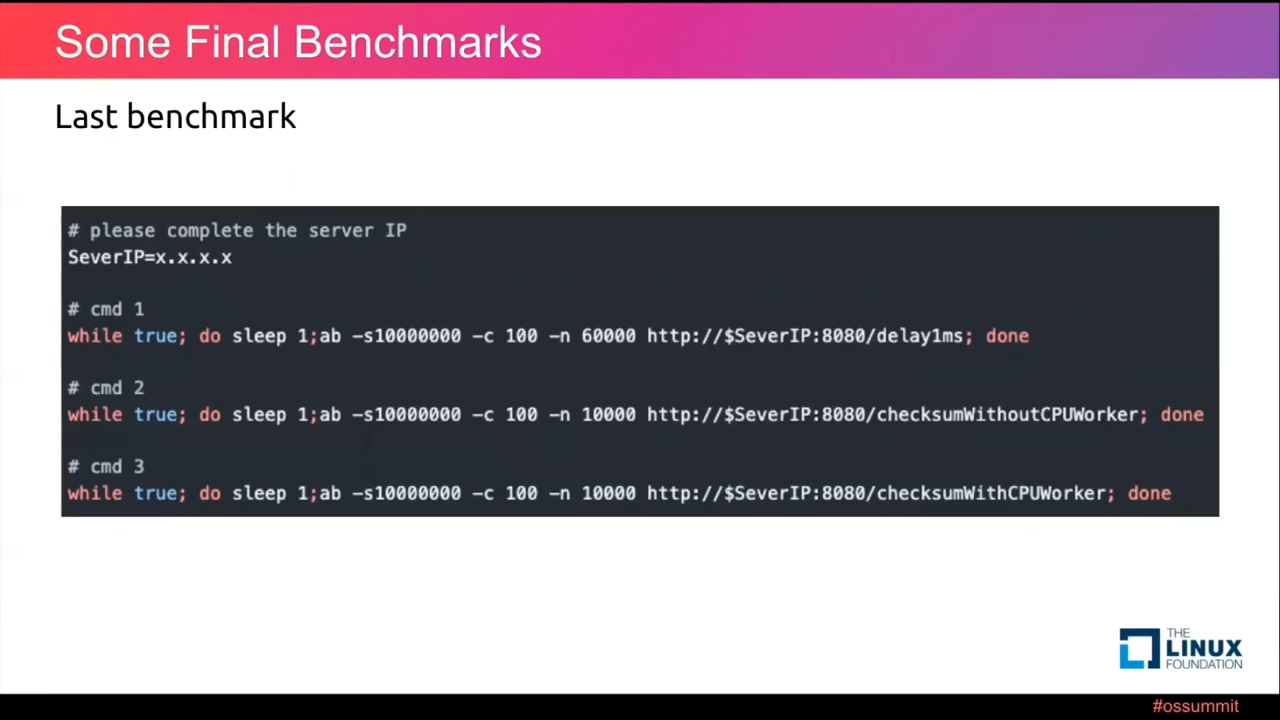 Some Final Benchmarks
Last benchmark
# please complete the server IP
SeverIP=x.x.x.x
# cmd 1
while true; do sleep 1;ab -s10000000 -c 100 -n 60000 http://$SeverIP:8080/delay1ms; done
# cmd 2
while true; do sleep 1;ab -s10000000 -c 100 -n 10000 http://$SeverIP:8080/checksumWithoutCPUWorker; done
# cmd 3
while true; do sleep 1;ab -s10000000 -c 100 -n 10000 http://$SeverIP:8080/checksumWithCPUWorker; done
THE
LINUX
FOUNDATION
#ossummit